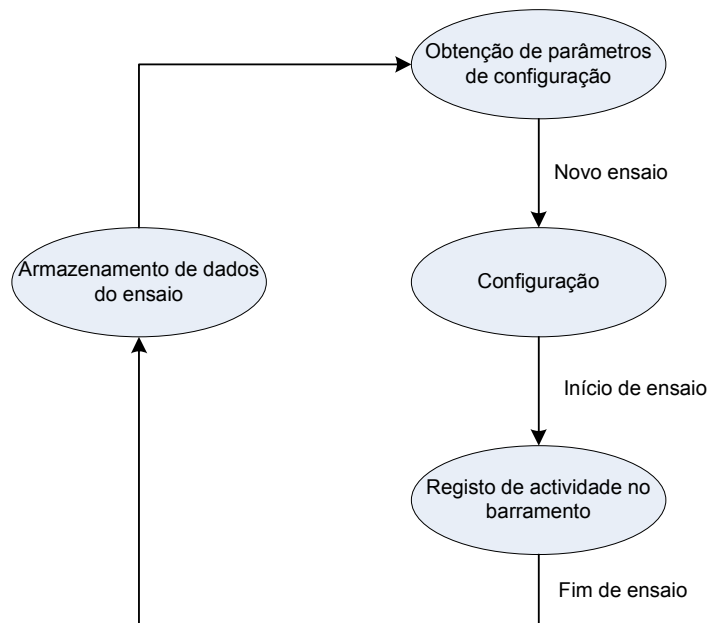 Obtenção de parâmetros
de configuração
Novo ensaio
Armazenamento de dados
do ensaio
Configuração
Início de ensaio
Registo de actividade no
barramento
Fim de ensaio